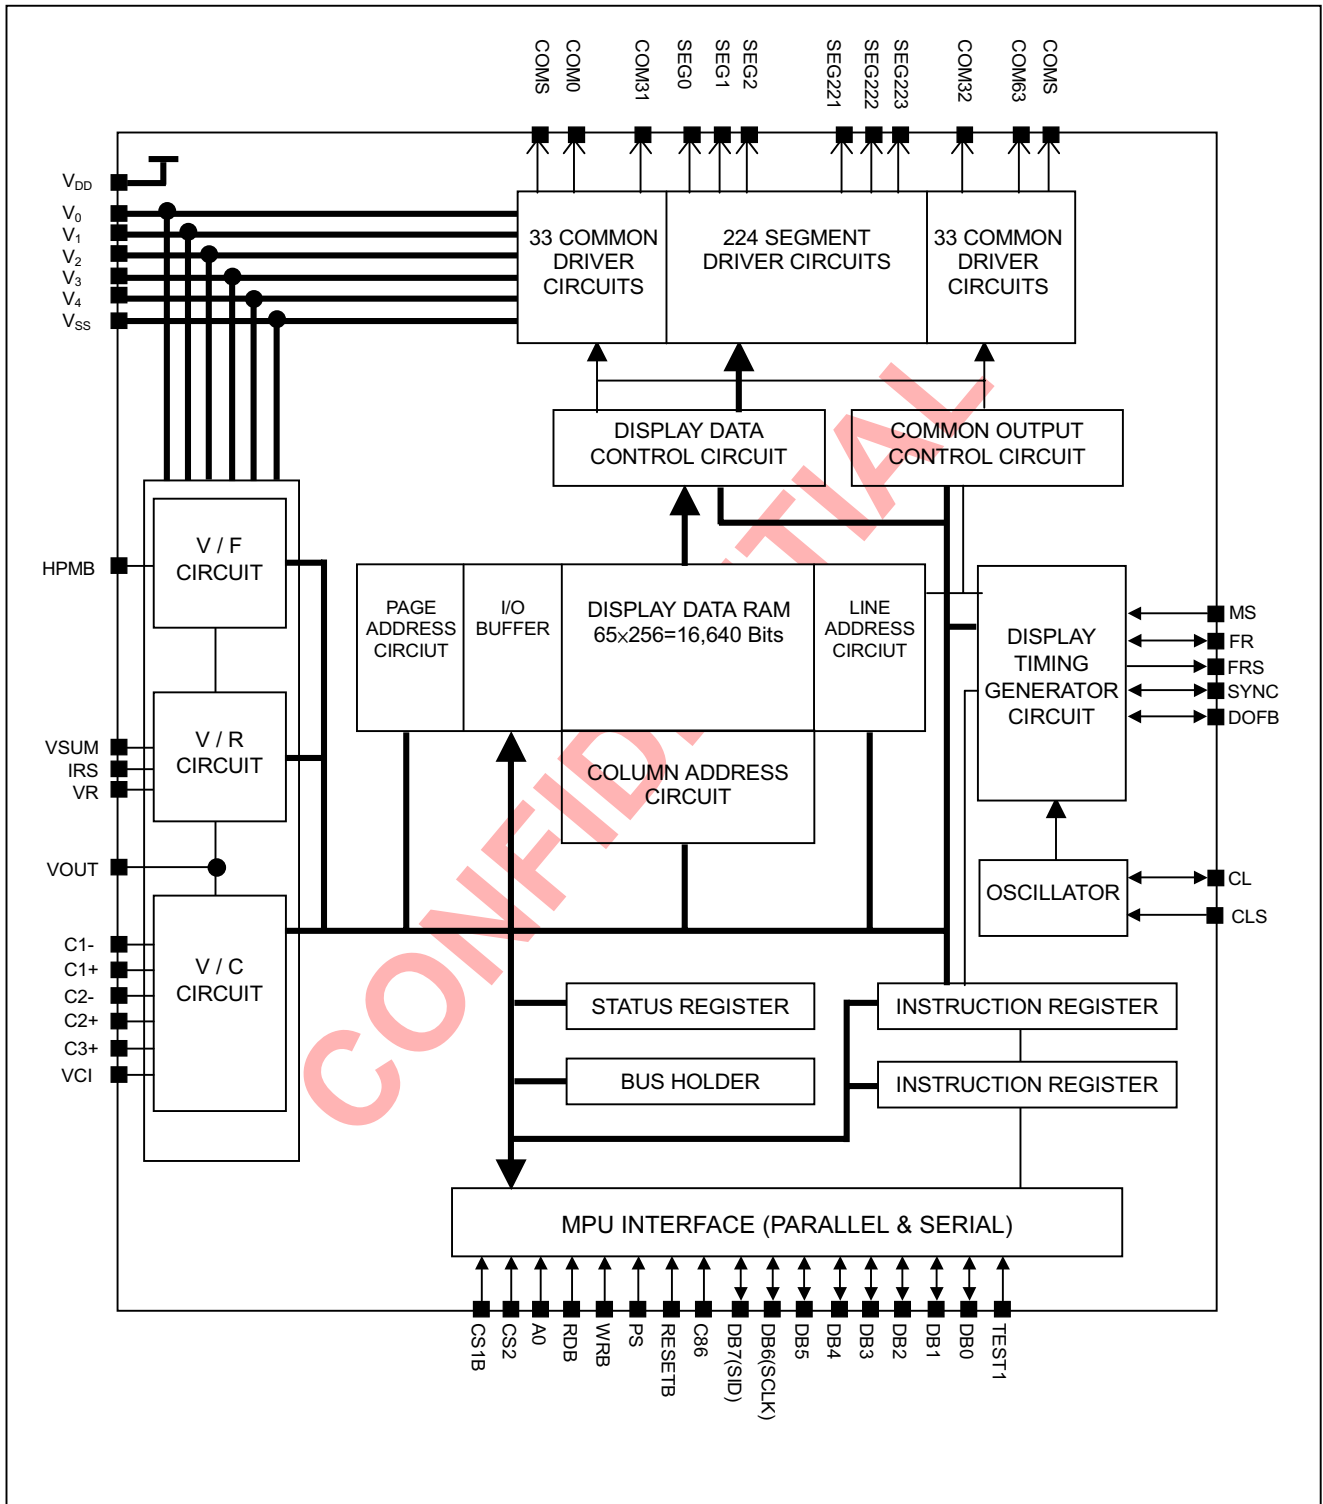 COMS
COM0
COM31
SEG0
SEG1
SEG2
SEG221
SEG222
SEG223
COM32
COM63
COMS
VDD
V0
V1
V2
V3
V4
VSS
33 COMMON
DRIVER
CIRCUITS
224 SEGMENT
DRIVER CIRCUITS
33 COMMON
DRIVER
CIRCUITS
DISPLAY DATA
CONTROL CIRCUIT
COMMON OUTPUT
CONTROL CIRCUIT
HPMB
V / F
CIRCUIT
PAGE
ADDRESS
CIRCIUT
I/O
BUFFER
DISPLAY DATA RAM
65×256=16,640 Bits
LINE
ADDRESS
CIRCIUT
DISPLAY
TIMING
GENERATOR
CIRCUIT
MS
FR
FRS
SYNC
DOFB
VSUM
IRS
VR
V / R
CIRCUIT
COLUMN ADDRESS
CIRCUIT
VOUT
OSCILLATOR
CL
CLS
C1-
C1+
C2-
C2+
C3+
VCI
V / C
CIRCUIT
STATUS REGISTER
INSTRUCTION REGISTER
BUS HOLDER
INSTRUCTION REGISTER
MPU INTERFACE (PARALLEL & SERIAL)
CS1B
CS2
A0
RDB
WRB
PS
RESETB
C86
DB7(SID)
DB6(SCLK)
DB5
DB4
DB3
DB2
DB1
DB0
TEST1
CONFIDENTIAL